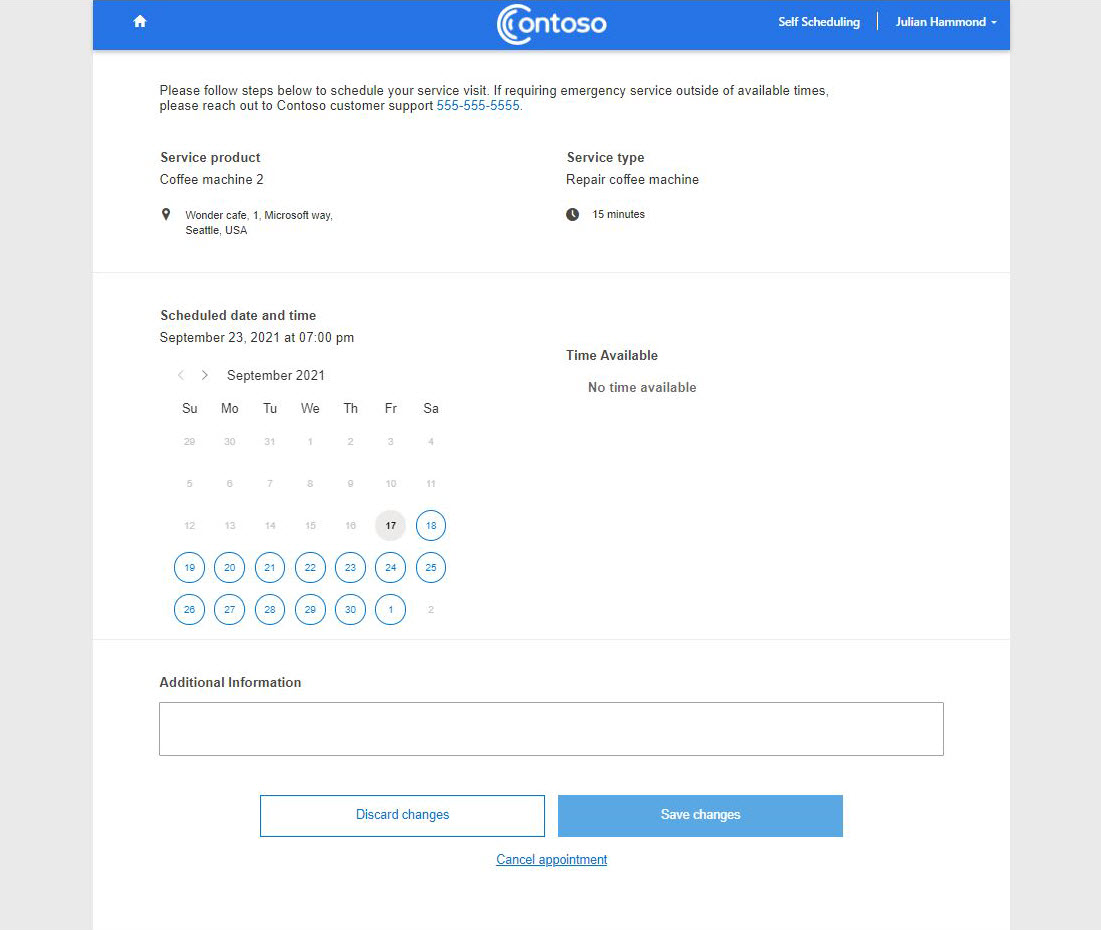 Contoso
Self Scheduling
Julian Hammond
Please follow steps below to schedule your service visit. If requiring emergency service outside of available times,
please reach out to Contoso customer support 555-555-5555.
Service product
Service type
Coffee machine 2
Repair coffee machine
Wonder cafe, 1, Microsoft way,
Seattle, USA
15 minutes
Scheduled date and time
September 23, 2021 at 07:00 pm
Time Available
No time available
September 2021
Su Mo Tu We Th Fr Sa
29 30 31 1 2 3 4
5 6 7 8 9 10 11
12 13 14 15 16 17 18
19 20 21 22 23 24 25
26 27 28 29 30 1 2
Additional Information
Discard changes
Save changes
Cancel appointment